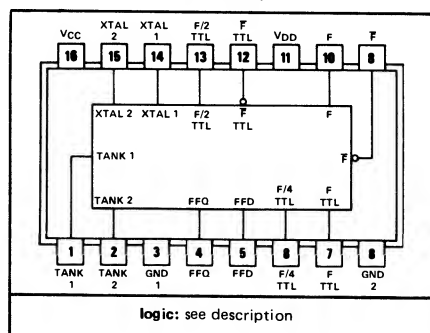 VCC XTAL 2 XTAL 1 F/2 TTL F̅ TTL VDD F F̅
16 15 14 13 12 11 10 9
XTAL 2 XTAL 1 F/2 TTL F̅ TTL F
TANK 1 F̅
TANK 2 FFQ FFD F/4 TTL F TTL
1 2 3 4 5 6 7 8
TANK 1 TANK 2 GND 1 FFQ FFD F/4 TTL F TTL GND 2
logic: see description